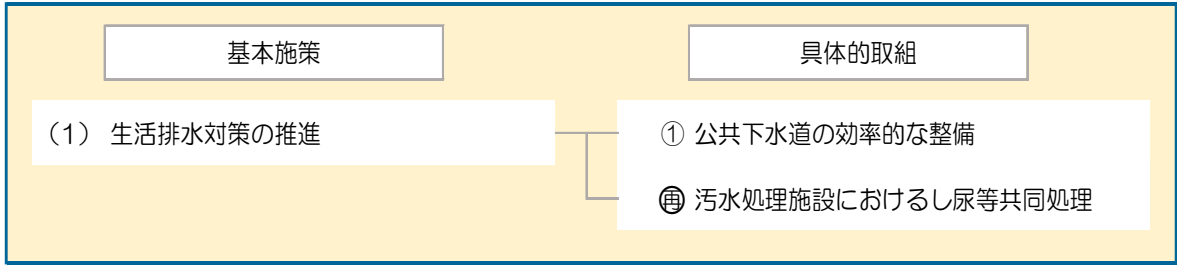 基本施策
具体的取組
（1） 生活排水対策の推進
① 公共下水道の効率的な整備
㊢ 汚水処理施設におけるし尿等共同処理